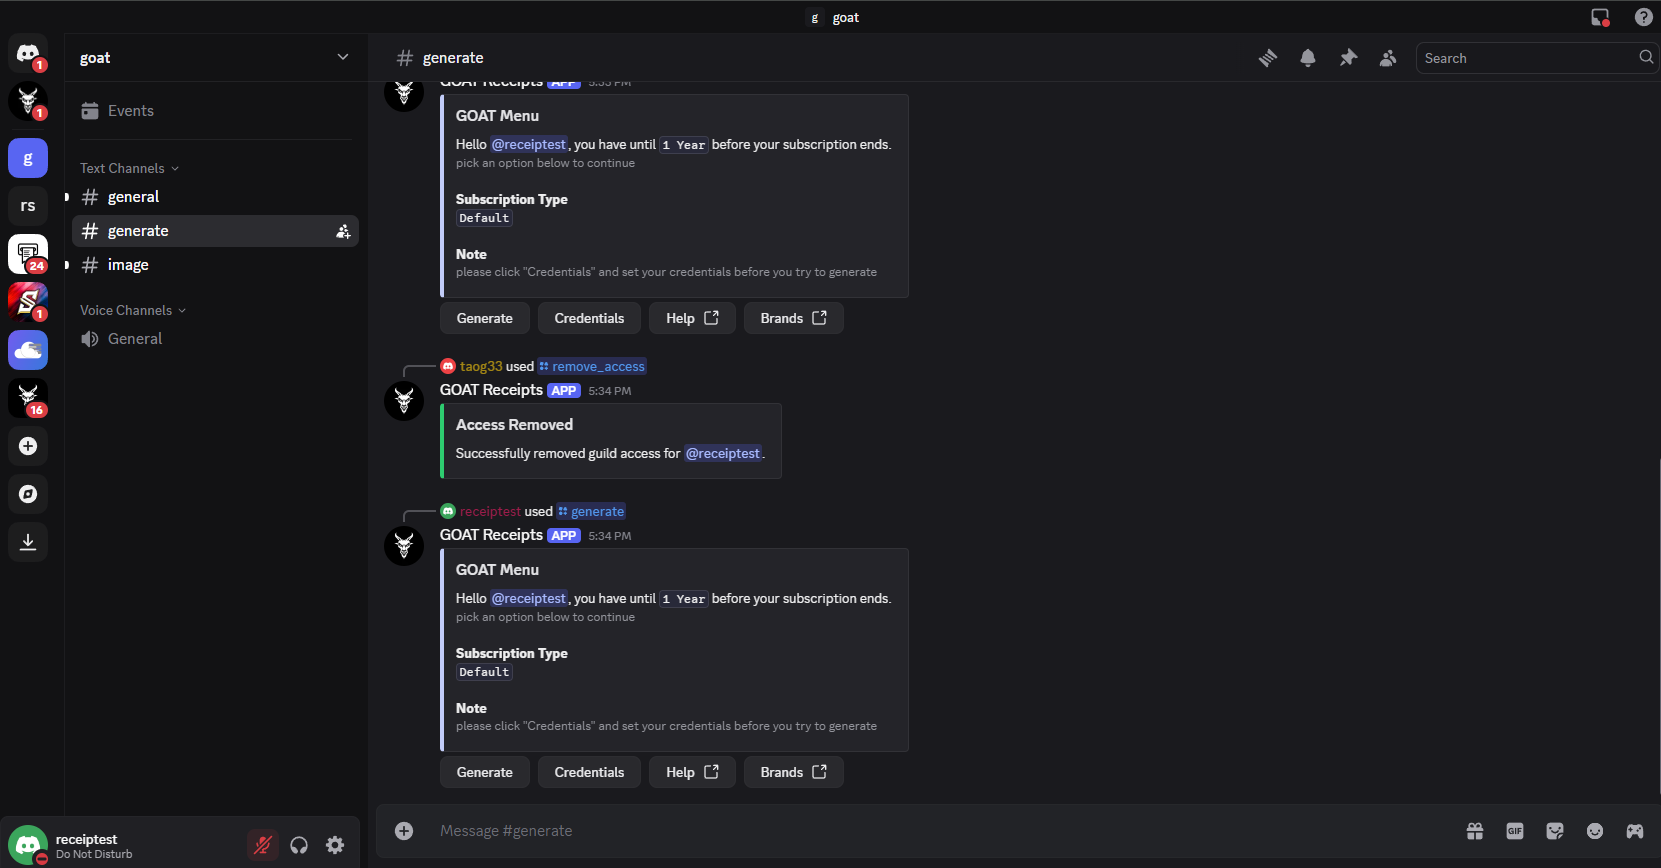 g goat
goat
# generate
Search
1
1
g
rs
24
1
16
Events
Text Channels
# general
# generate
# image
Voice Channels
General
GOAT Receipts APP 5:33 PM
GOAT Menu
Hello @receiptest, you have until 1 Year before your subscription ends.
pick an option below to continue
Subscription Type
Default
Note
please click "Credentials" and set your credentials before you try to generate
Generate
Credentials
Help
Brands
taog33 used remove_access
GOAT Receipts APP 5:34 PM
Access Removed
Successfully removed guild access for @receiptest.
receiptest used generate
GOAT Receipts APP 5:34 PM
GOAT Menu
Hello @receiptest, you have until 1 Year before your subscription ends.
pick an option below to continue
Subscription Type
Default
Note
please click "Credentials" and set your credentials before you try to generate
Generate
Credentials
Help
Brands
receiptest
Do Not Disturb
Message #generate
GIF